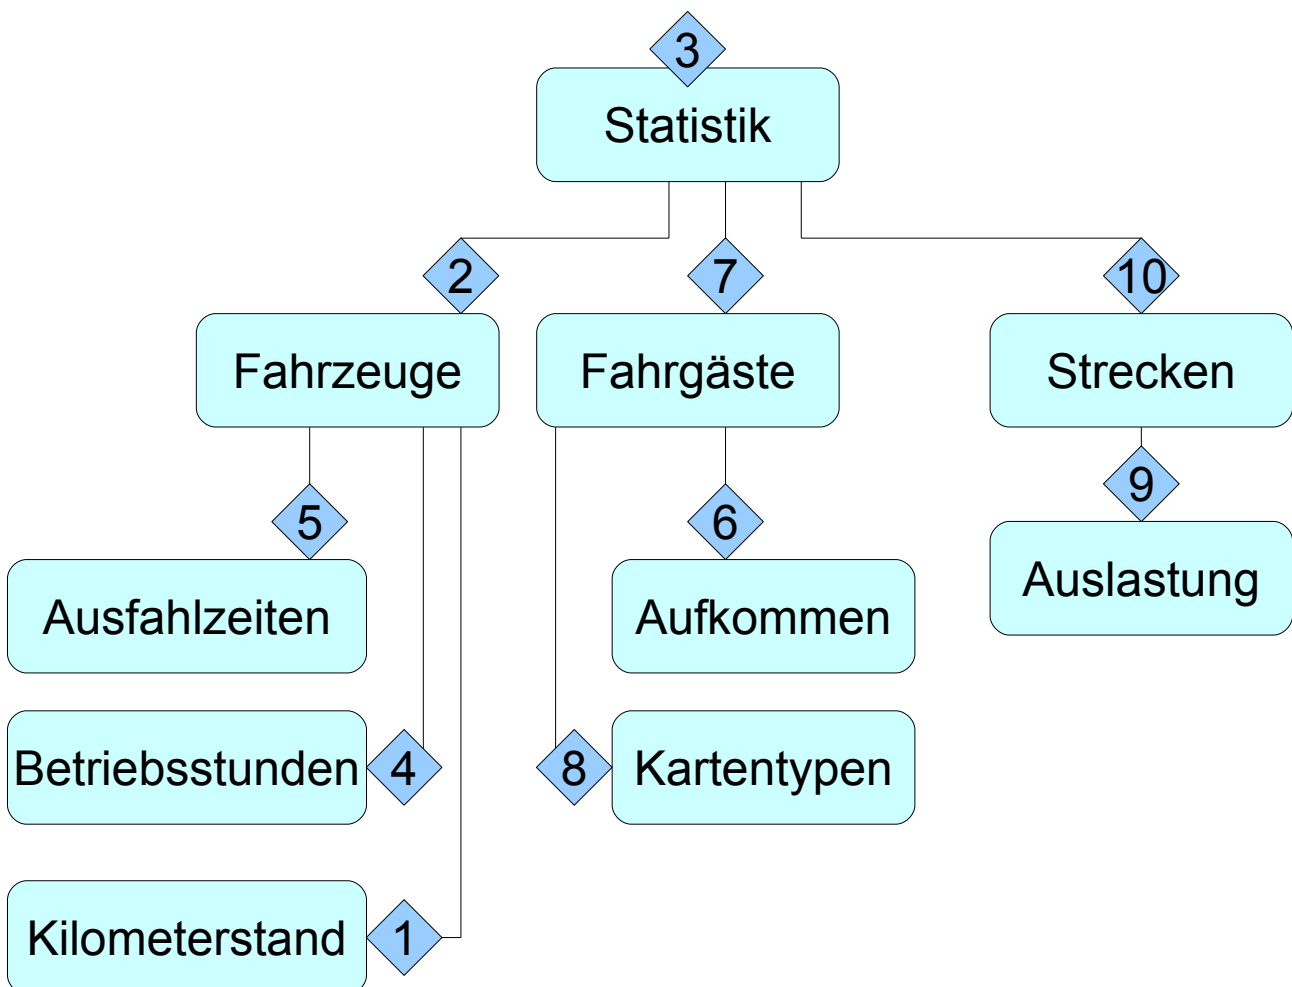 3
Statistik
2
7
10
Fahrzeuge
Fahrgäste
Strecken
5
6
9
Ausfahlzeiten
Aufkommen
Auslastung
Betriebsstunden
4
8
Kartentypen
Kilometerstand
1